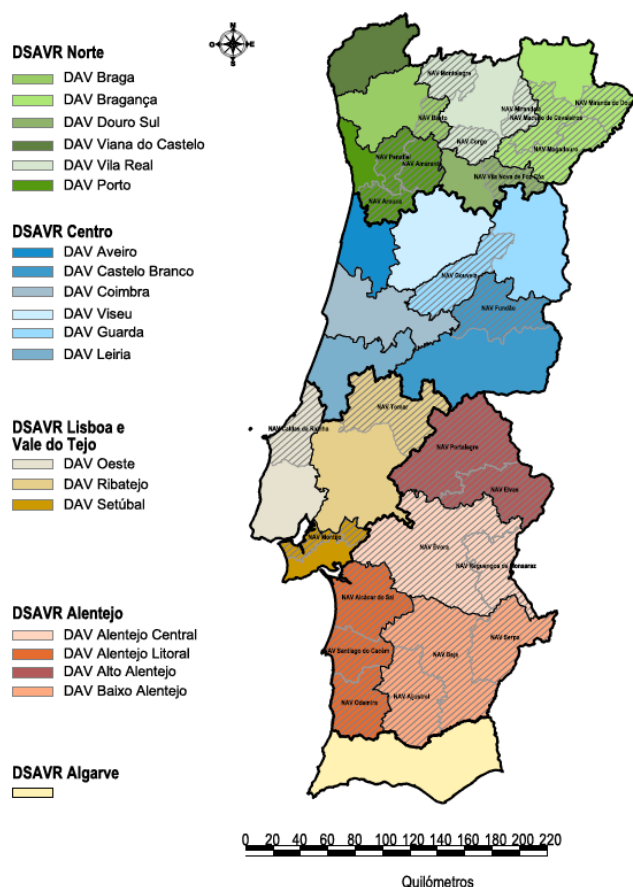 N
O
E
S
DSAVR Norte
DAV Braga
DAV Bragança
DAV Douro Sul
DAV Viana do Castelo
DAV Vila Real
DAV Porto
DSAVR Centro
DAV Aveiro
DAV Castelo Branco
DAV Coimbra
DAV Viseu
DAV Guarda
DAV Leiria
DSAVR Lisboa e
Vale do Tejo
DAV Oeste
DAV Ribatejo
DAV Setúbal
DSAVR Alentejo
DAV Alentejo Central
DAV Alentejo Litoral
DAV Alto Alentejo
DAV Baixo Alentejo
DSAVR Algarve
NAV Montalegre
NAV Mirandela
NAV Miranda do
NAV Basto
NAV Macedo de Cavaleiros
NAV Corgo
NAV Mogadouro
NAV Penafiel
NAV Amarante
NAV Vila Nova de Foz Côa
NAV Arouca
NAV Gouveia
NAV Fundão
NAV Tomar
NAV Caldas da Rainha
NAV Portalegre
NAV Elvas
NAV Montijo
NAV Évora
NAV Reguengos de Monsaraz
NAV Alcácer do Sal
NAV Serpa
NAV Santiago do Cacém
NAV Beja
NAV Odemira
NAV Aljustrel
0 20 40 60 80 100 120 140 160 180 200 220
Quilómetros